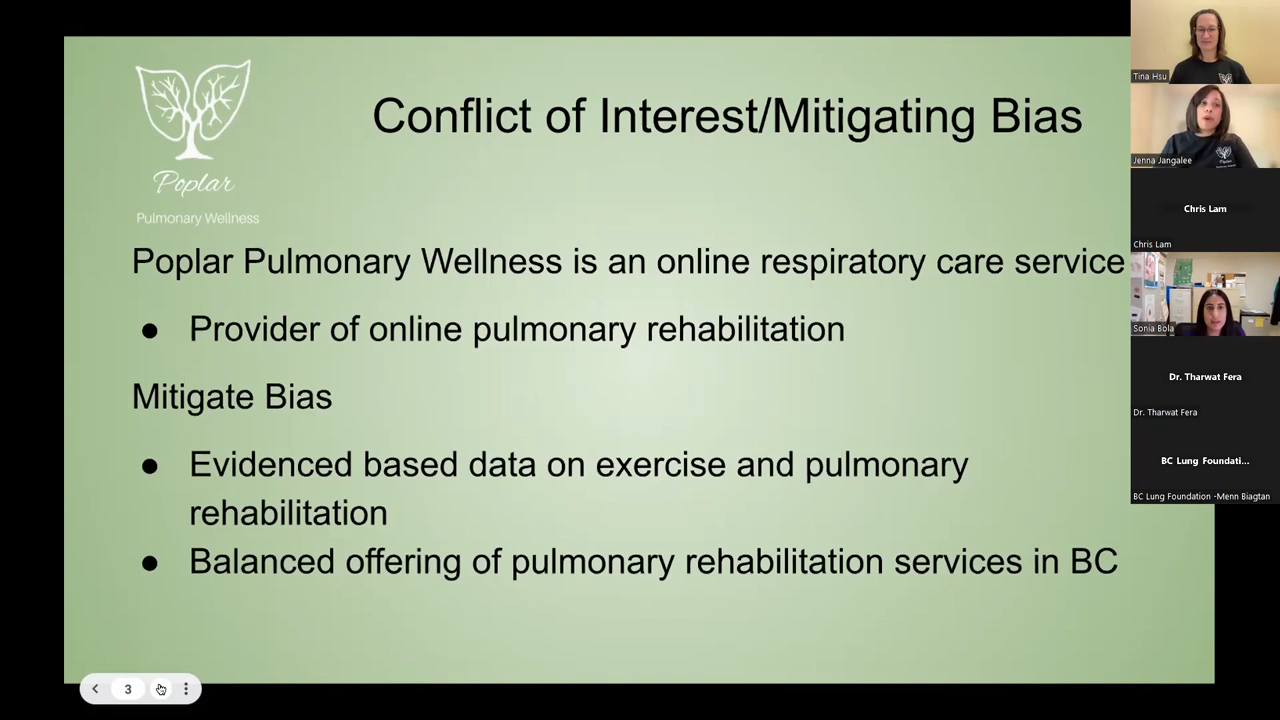 Poplar
Pulmonary Wellness
Conflict of Interest/Mitigating Bias
Poplar Pulmonary Wellness is an online respiratory care service
● Provider of online pulmonary rehabilitation
Mitigate Bias
● Evidenced based data on exercise and pulmonary
rehabilitation
● Balanced offering of pulmonary rehabilitation services in BC
3
Tina Hsu
Poplar
Jenna Jangalee
Chris Lam
Chris Lam
Sonia Bola
Dr. Tharwat Fera
Dr. Tharwat Fera
BC Lung Foundati...
BC Lung Foundation -Menn Biagtan